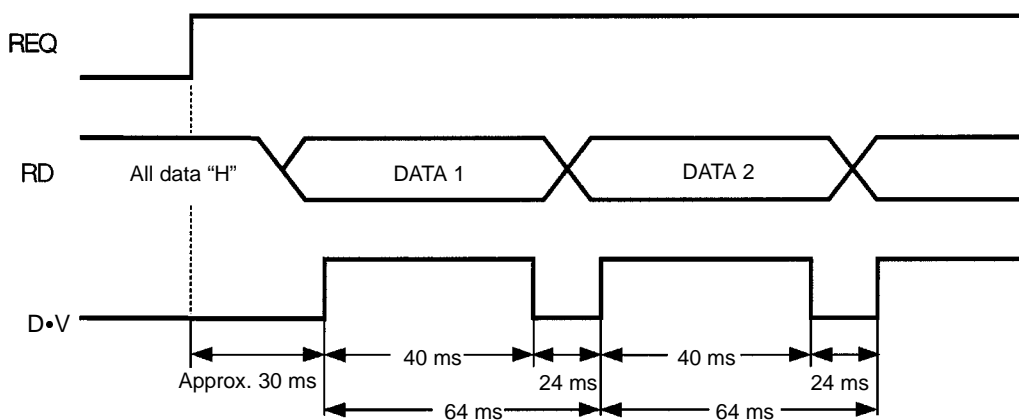 REQ
RD
All data “H”
DATA 1
DATA 2
D•V
40 ms
40 ms
Approx. 30 ms
24 ms
24 ms
64 ms
64 ms